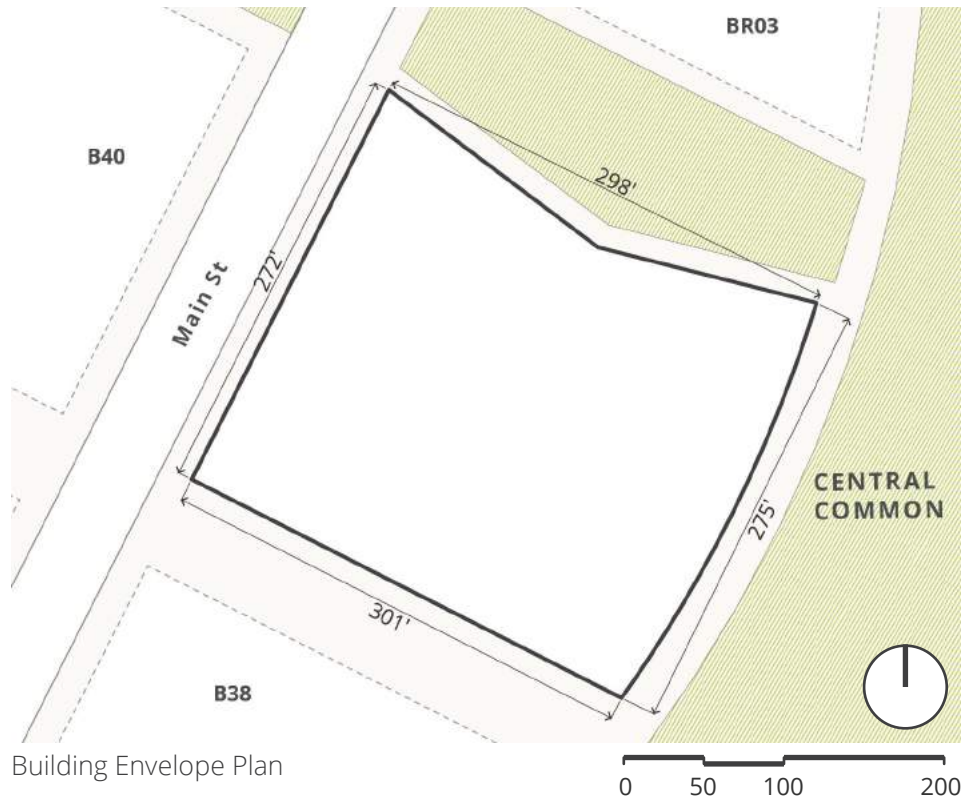 BR03
B40
298'
272'
Main St
CENTRAL
COMMON
275'
301'
B38
Building Envelope Plan
0 50 100 200